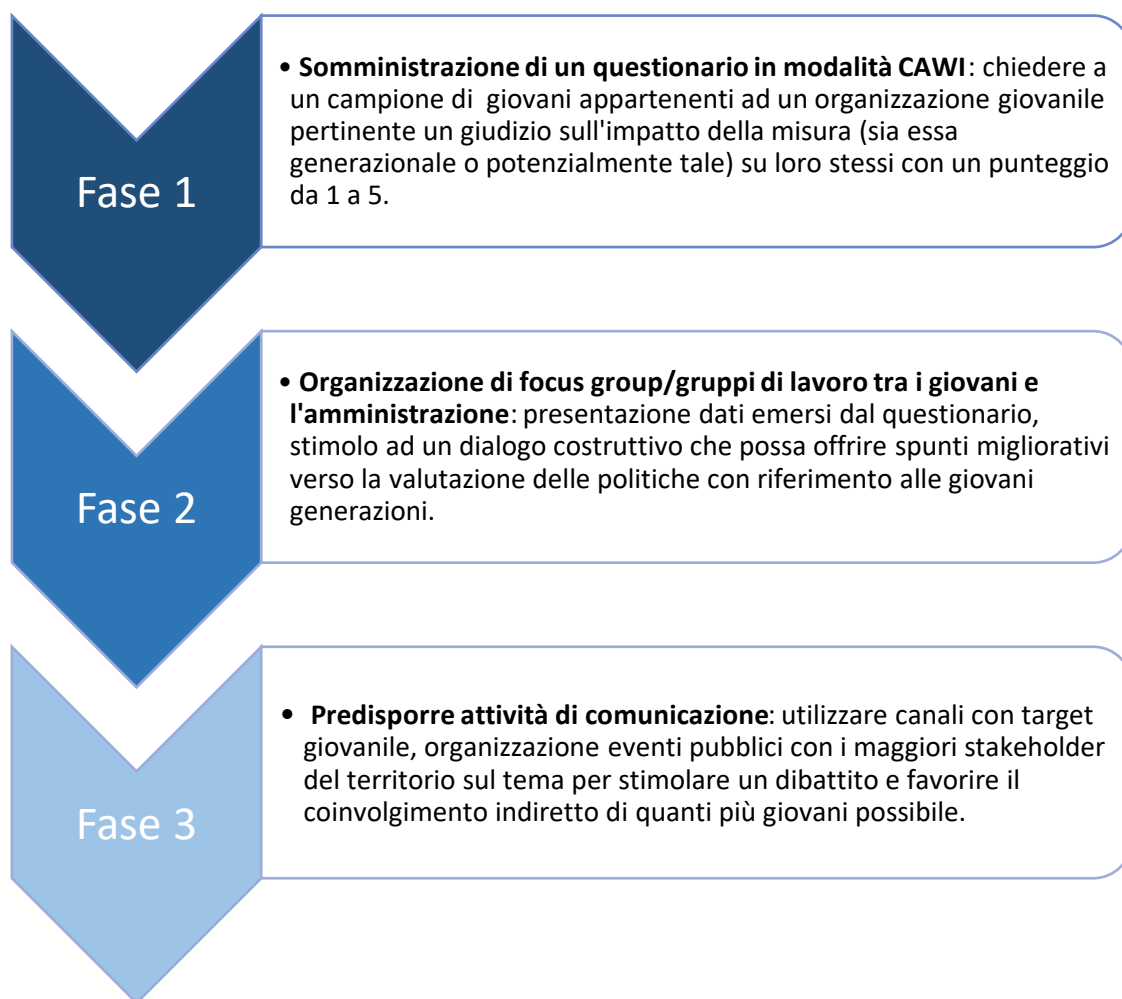 Fase 1
• Somministrazione di un questionario in modalità CAWI: chiedere a
un campione di giovani appartenenti ad un organizzazione giovanile
pertinente un giudizio sull'impatto della misura (sia essa
generazionale o potenzialmente tale) su loro stessi con un punteggio
da 1 a 5.
Fase 2
• Organizzazione di focus group/gruppi di lavoro tra i giovani e
l'amministrazione: presentazione dati emersi dal questionario,
stimolo ad un dialogo costruttivo che possa offrire spunti migliorativi
verso la valutazione delle politiche con riferimento alle giovani
generazioni.
Fase 3
• Predisporre attività di comunicazione: utilizzare canali con target
giovanile, organizzazione eventi pubblici con i maggiori stakeholder
del territorio sul tema per stimolare un dibattito e favorire il
coinvolgimento indiretto di quanti più giovani possibile.